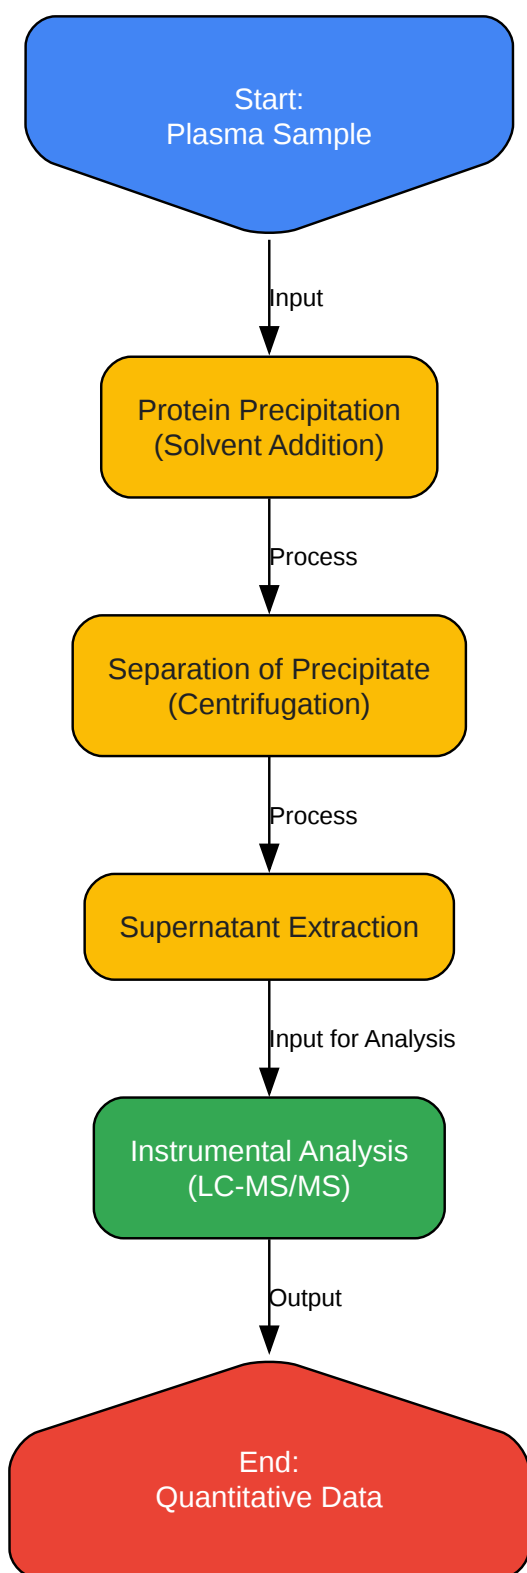 Start:
Plasma Sample
Input
Protein Precipitation
(Solvent Addition)
Process
Separation of Precipitate
(Centrifugation)
Process
Supernatant Extraction
Input for Analysis
Instrumental Analysis
(LC-MS/MS)
Output
End:
Quantitative Data